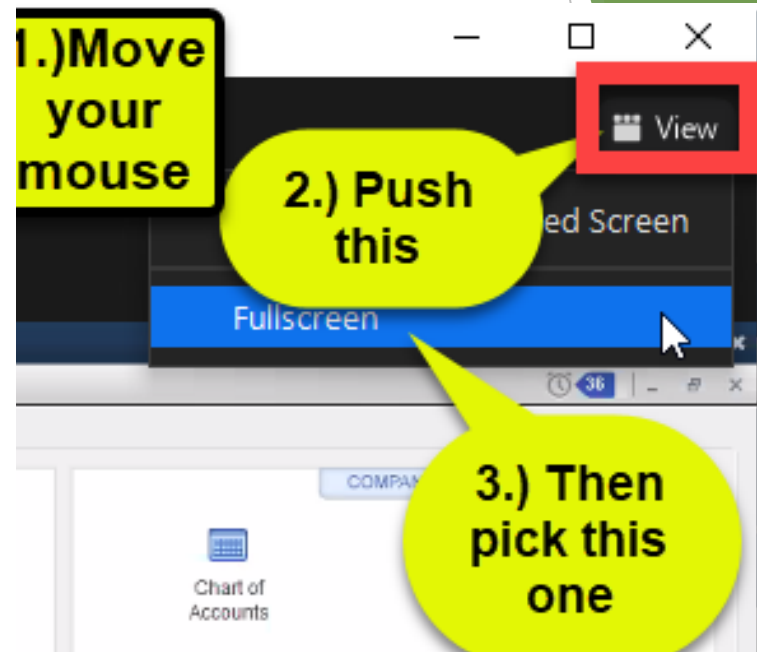 1.)Move
your
mouse
View
2.) Push
this
ed Screen
Fullscreen
36
COMPAN
3.) Then
pick this
one
Chart of
Accounts